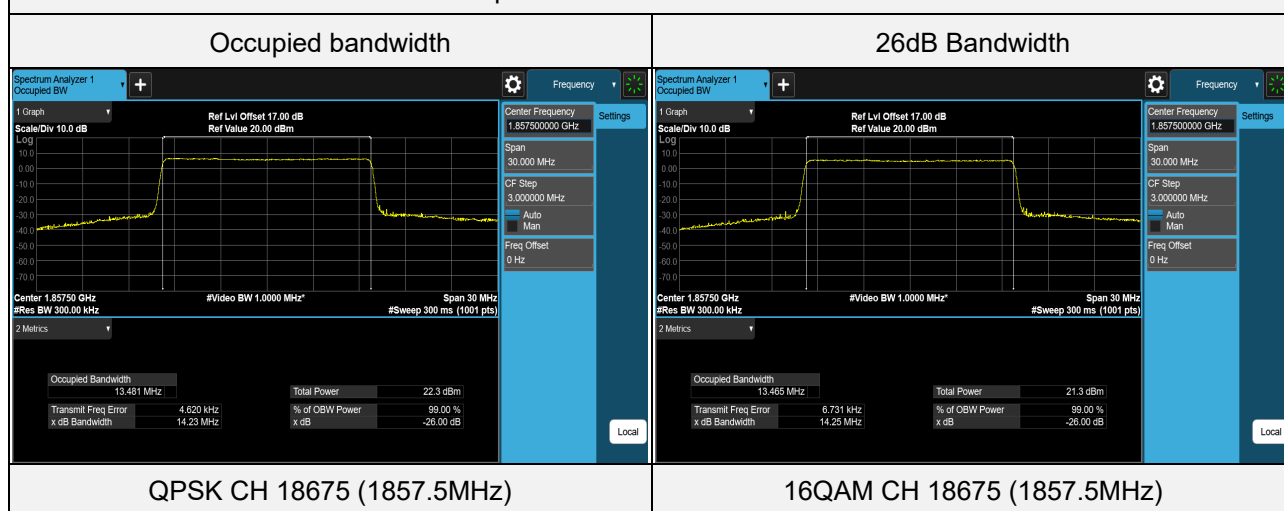 Occupied bandwidth
26dB Bandwidth
Spectrum Analyzer 1
Occupied BW
+
Frequency
1 Graph
Scale/Div 10.0 dB
Ref Lvl Offset 17.00 dB
Ref Value 20.00 dBm
Log
10.0
0.00
-10.0
-20.0
-30.0
-40.0
-50.0
-60.0
-70.0
Center 1.85750 GHz
#Res BW 300.00 kHz
#Video BW 1.0000 MHz*
Span 30 MHz
#Sweep 300 ms (1001 pts)
Center Frequency
1.857500000 GHz
Settings
Span
30.000 MHz
CF Step
3.000000 MHz
Auto
Man
Freq Offset
0 Hz
2 Metrics
Occupied Bandwidth
13.481 MHz
Total Power 22.3 dBm
Transmit Freq Error 4.620 kHz
% of OBW Power 99.00 %
x dB Bandwidth 14.23 MHz
x dB -26.00 dB
Local
Spectrum Analyzer 1
Occupied BW
+
Frequency
1 Graph
Scale/Div 10.0 dB
Ref Lvl Offset 17.00 dB
Ref Value 20.00 dBm
Log
10.0
0.00
-10.0
-20.0
-30.0
-40.0
-50.0
-60.0
-70.0
Center 1.85750 GHz
#Res BW 300.00 kHz
#Video BW 1.0000 MHz*
Span 30 MHz
#Sweep 300 ms (1001 pts)
Center Frequency
1.857500000 GHz
Settings
Span
30.000 MHz
CF Step
3.000000 MHz
Auto
Man
Freq Offset
0 Hz
2 Metrics
Occupied Bandwidth
13.465 MHz
Total Power 21.3 dBm
Transmit Freq Error 6.731 kHz
% of OBW Power 99.00 %
x dB Bandwidth 14.25 MHz
x dB -26.00 dB
Local
QPSK CH 18675 (1857.5MHz)
16QAM CH 18675 (1857.5MHz)